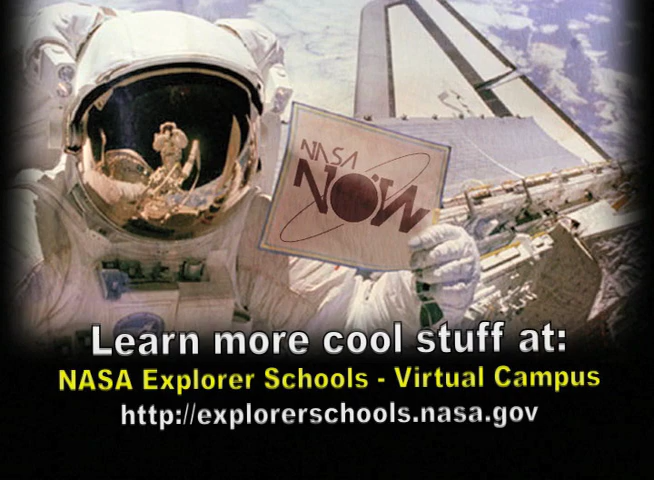 NASA
NOW
Learn more cool stuff at:
NASA Explorer Schools - Virtual Campus
http://explorerschools.nasa.gov